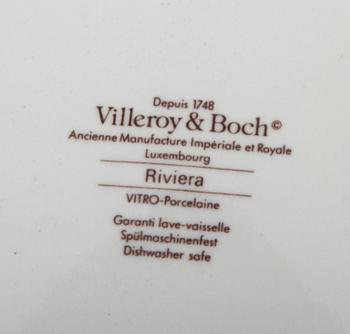 Depuis 1748
Villeroy & Boch©
Ancienne Manufacture Impériale et Royale
Luxembourg
Riviera
VITRO-Porcelaine
Garanti lave-vaisselle
Spülmaschinenfest
Dishwasher safe